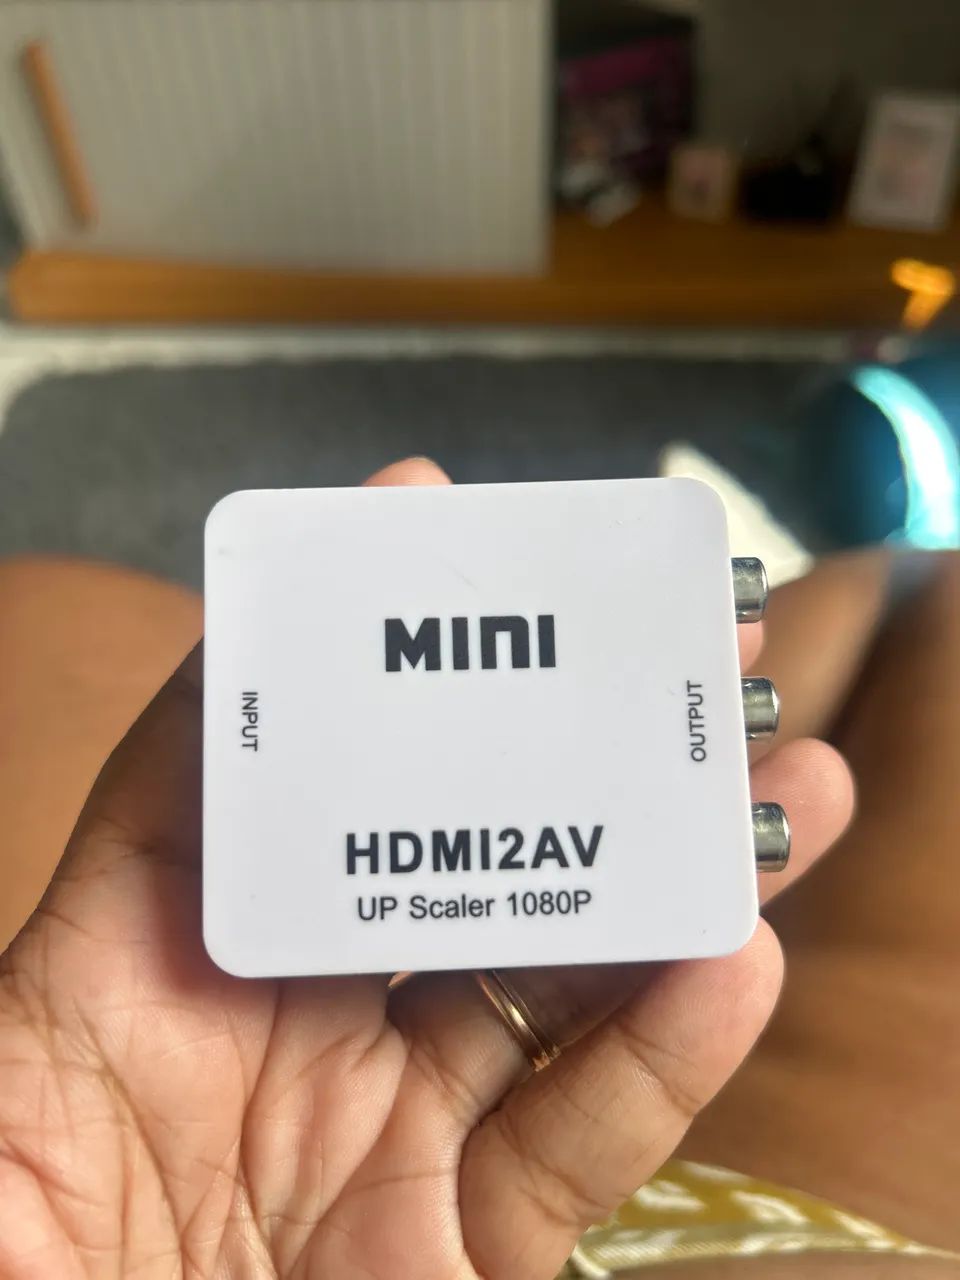 MINI
INPUT
OUTPUT
HDMI2AV
UP Scaler 1080P